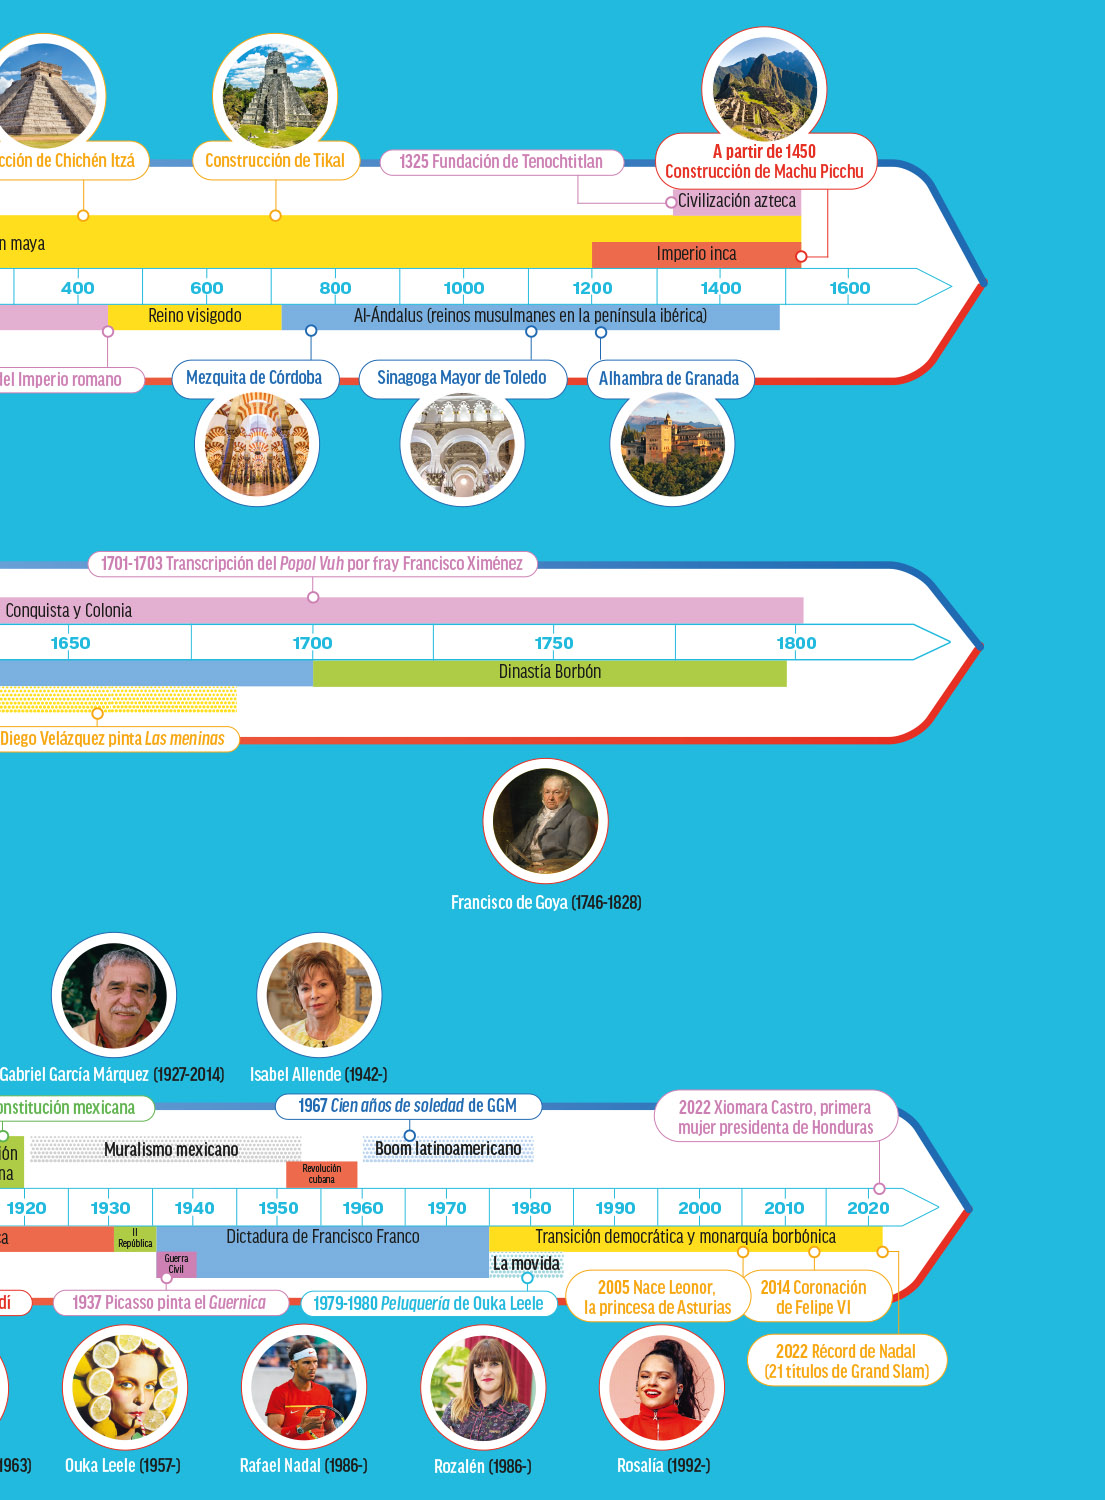 cción de Chichén Itzá
Construcción de Tikal
1325 Fundación de Tenochtitlan
A partir de 1450
Construcción de Machu Picchu
Civilización azteca
n maya
Imperio inca
400 600 800 1000 1200 1400 1600
Reino visigodo
Al-Ándalus (reinos musulmanes en la península ibérica)
del Imperio romano
Mezquita de Córdoba
Sinagoga Mayor de Toledo
Alhambra de Granada
1701-1703 Transcripción del Popol Vuh por fray Francisco Ximénez
Conquista y Colonia
1650 1700 1750 1800
Dinastía Borbón
Diego Velázquez pinta Las meninas
Francisco de Goya (1746-1828)
Gabriel García Márquez (1927-2014)
Isabel Allende (1942-)
onstitución mexicana
1967 Cien años de soledad de GGM
2022 Xiomara Castro, primera
mujer presidenta de Honduras
ión
na
Muralismo mexicano
Revolución
cubana
Boom latinoamericano
1920 1930 1940 1950 1960 1970 1980 1990 2000 2010 2020
ca
II
República
Guerra
Civil
Dictadura de Francisco Franco
Transición democrática y monarquía borbónica
La movida
dí
1937 Picasso pinta el Guernica
1979-1980 Peluquería de Ouka Leele
2005 Nace Leonor,
la princesa de Asturias
2014 Coronación
de Felipe VI
2022 Récord de Nadal
(21 títulos de Grand Slam)
1963)
Ouka Leele (1957-)
Rafael Nadal (1986-)
Rozalén (1986-)
Rosalía (1992-)